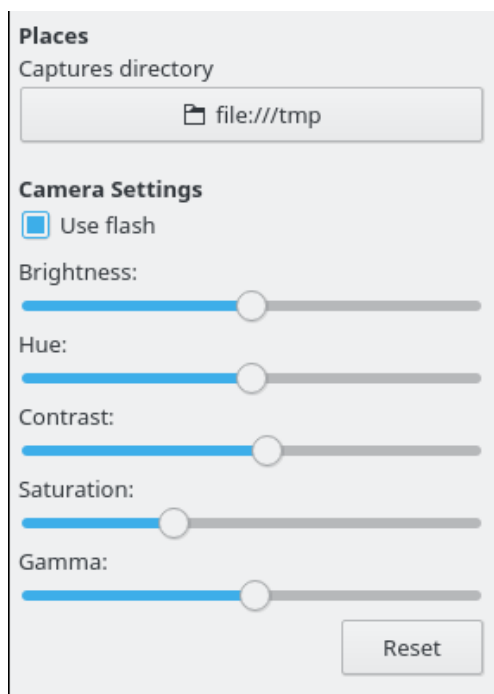 Places
Captures directory
file:///tmp
Camera Settings
Use flash
Brightness:
Hue:
Contrast:
Saturation:
Gamma:
Reset